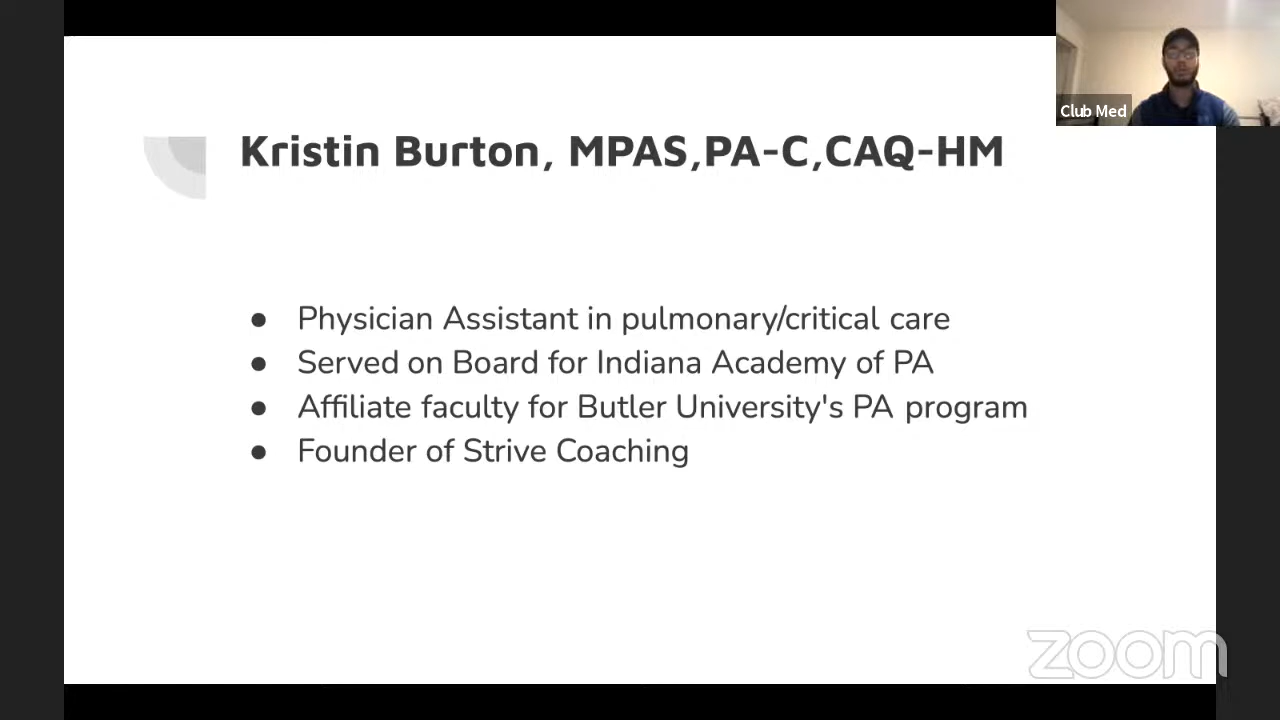 Club Med
Kristin Burton, MPAS,PA-C,CAQ-HM
● Physician Assistant in pulmonary/critical care
● Served on Board for Indiana Academy of PA
● Affiliate faculty for Butler University's PA program
● Founder of Strive Coaching
zoom